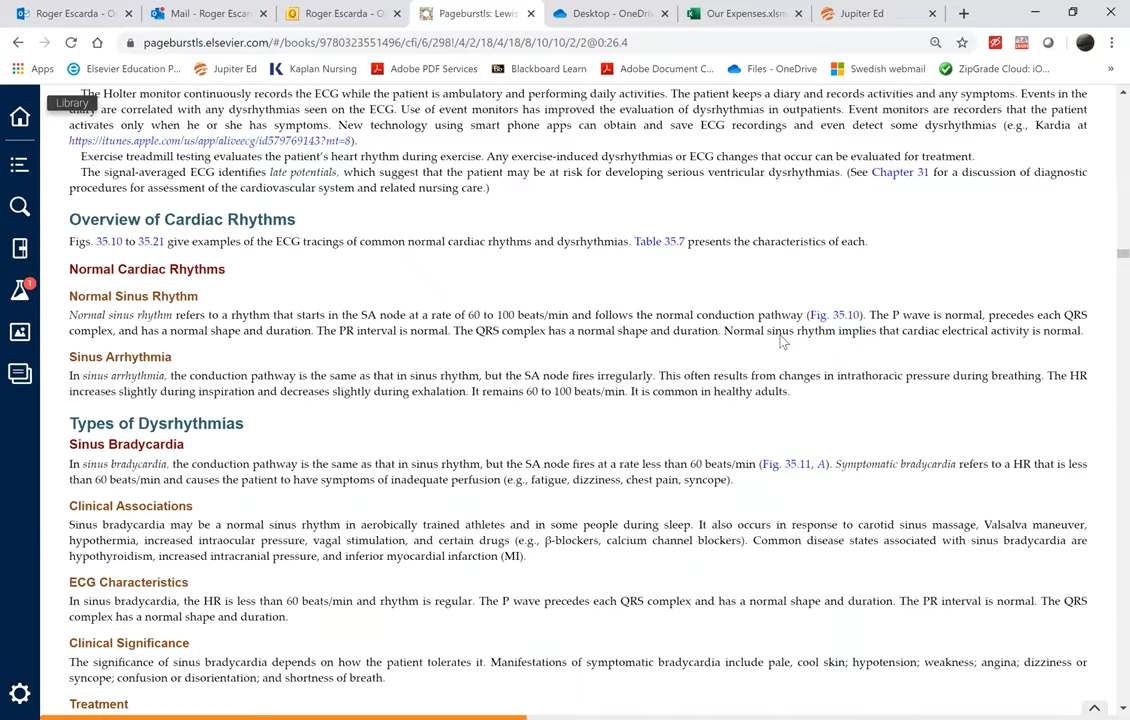 Roger Escarda - O
Mail - Roger Escar
Roger Escarda - O
Pageburstls: Lewis
Desktop - OneDriv
Our Expenses.xlsm
Jupiter Ed
pageburstls.elsevier.com/#/books/9780323551496/cfi/6/298!/4/2/18/4/18/8/10/10/2/2@0:26.4
Apps
Elsevier Education P...
Jupiter Ed
Kaplan Nursing
Adobe PDF Services
Bb
Blackboard Learn
Adobe Document C...
Files - OneDrive
Swedish webmail
ZipGrade Cloud: iO...
»
Library
1
The Holter monitor continuously records the ECG while the patient is ambulatory and performing daily activities. The patient keeps a diary and records activities and any symptoms. Events in the
diary are correlated with any dysrhythmias seen on the ECG. Use of event monitors has improved the evaluation of dysrhythmias in outpatients. Event monitors are recorders that the patient
activates only when he or she has symptoms. New technology using smart phone apps can obtain and save ECG recordings and even detect some dysrhythmias (e.g., Kardia at
https://itunes.apple.com/us/app/aliveecg/id579769143?mt=8).
Exercise treadmill testing evaluates the patient's heart rhythm during exercise. Any exercise-induced dysrhythmias or ECG changes that occur can be evaluated for treatment.
The signal-averaged ECG identifies late potentials, which suggest that the patient may be at risk for developing serious ventricular dysrhythmias. (See Chapter 31 for a discussion of diagnostic
procedures for assessment of the cardiovascular system and related nursing care.)
Overview of Cardiac Rhythms
Figs. 35.10 to 35.21 give examples of the ECG tracings of common normal cardiac rhythms and dysrhythmias. Table 35.7 presents the characteristics of each.
Normal Cardiac Rhythms
Normal Sinus Rhythm
Normal sinus rhythm refers to a rhythm that starts in the SA node at a rate of 60 to 100 beats/min and follows the normal conduction pathway (Fig. 35.10). The P wave is normal, precedes each QRS
complex, and has a normal shape and duration. The PR interval is normal. The QRS complex has a normal shape and duration. Normal sinus rhythm implies that cardiac electrical activity is normal.
Sinus Arrhythmia
In sinus arrhythmia, the conduction pathway is the same as that in sinus rhythm, but the SA node fires irregularly. This often results from changes in intrathoracic pressure during breathing. The HR
increases slightly during inspiration and decreases slightly during exhalation. It remains 60 to 100 beats/min. It is common in healthy adults.
Types of Dysrhythmias
Sinus Bradycardia
In sinus bradycardia, the conduction pathway is the same as that in sinus rhythm, but the SA node fires at a rate less than 60 beats/min (Fig. 35.11, A). Symptomatic bradycardia refers to a HR that is less
than 60 beats/min and causes the patient to have symptoms of inadequate perfusion (e.g., fatigue, dizziness, chest pain, syncope).
Clinical Associations
Sinus bradycardia may be a normal sinus rhythm in aerobically trained athletes and in some people during sleep. It also occurs in response to carotid sinus massage, Valsalva maneuver,
hypothermia, increased intraocular pressure, vagal stimulation, and certain drugs (e.g., β-blockers, calcium channel blockers). Common disease states associated with sinus bradycardia are
hypothyroidism, increased intracranial pressure, and inferior myocardial infarction (MI).
ECG Characteristics
In sinus bradycardia, the HR is less than 60 beats/min and rhythm is regular. The P wave precedes each QRS complex and has a normal shape and duration. The PR interval is normal. The QRS
complex has a normal shape and duration.
Clinical Significance
The significance of sinus bradycardia depends on how the patient tolerates it. Manifestations of symptomatic bradycardia include pale, cool skin; hypotension; weakness; angina; dizziness or
syncope; confusion or disorientation; and shortness of breath.
Treatment